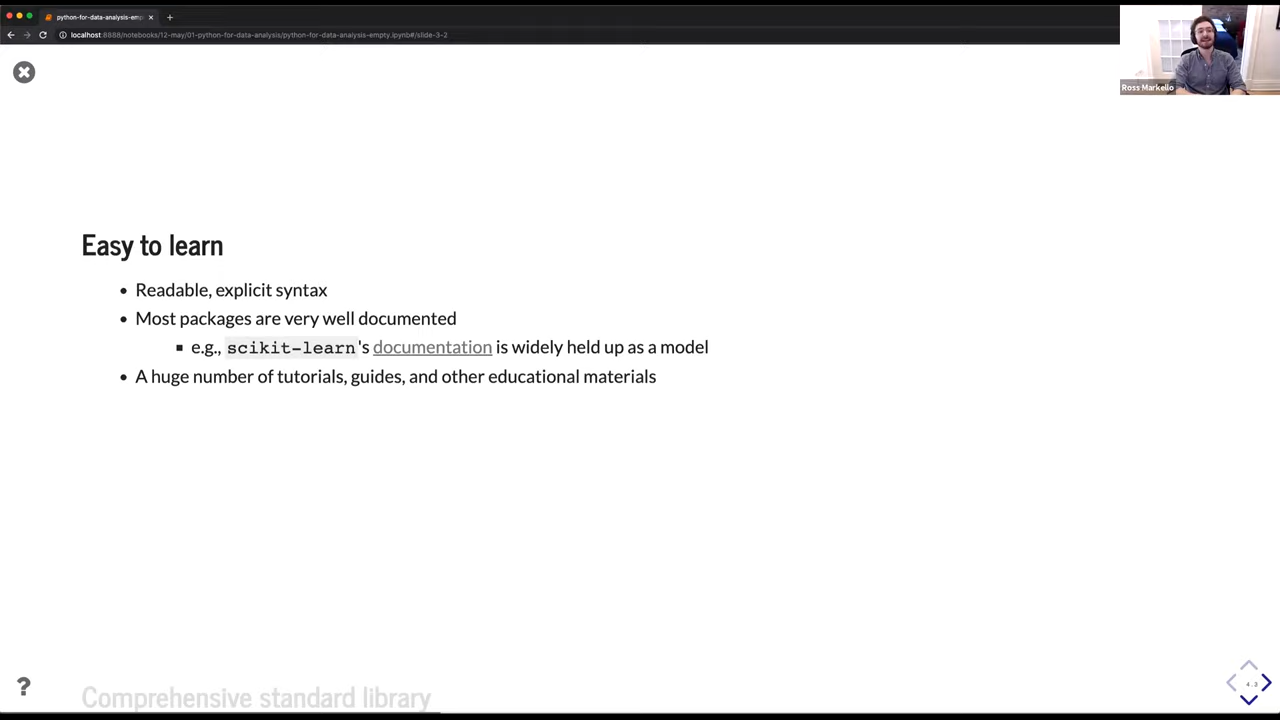 python-for-data-analysis-emp
localhost:8888/notebooks/12-may/01-python-for-data-analysis/python-for-data-analysis-empty.ipynb#/slide-3-2
Ross Markello
Easy to learn
Readable, explicit syntax
Most packages are very well documented
e.g., scikit-learn's documentation is widely held up as a model
A huge number of tutorials, guides, and other educational materials
Comprehensive standard library
?
4.3